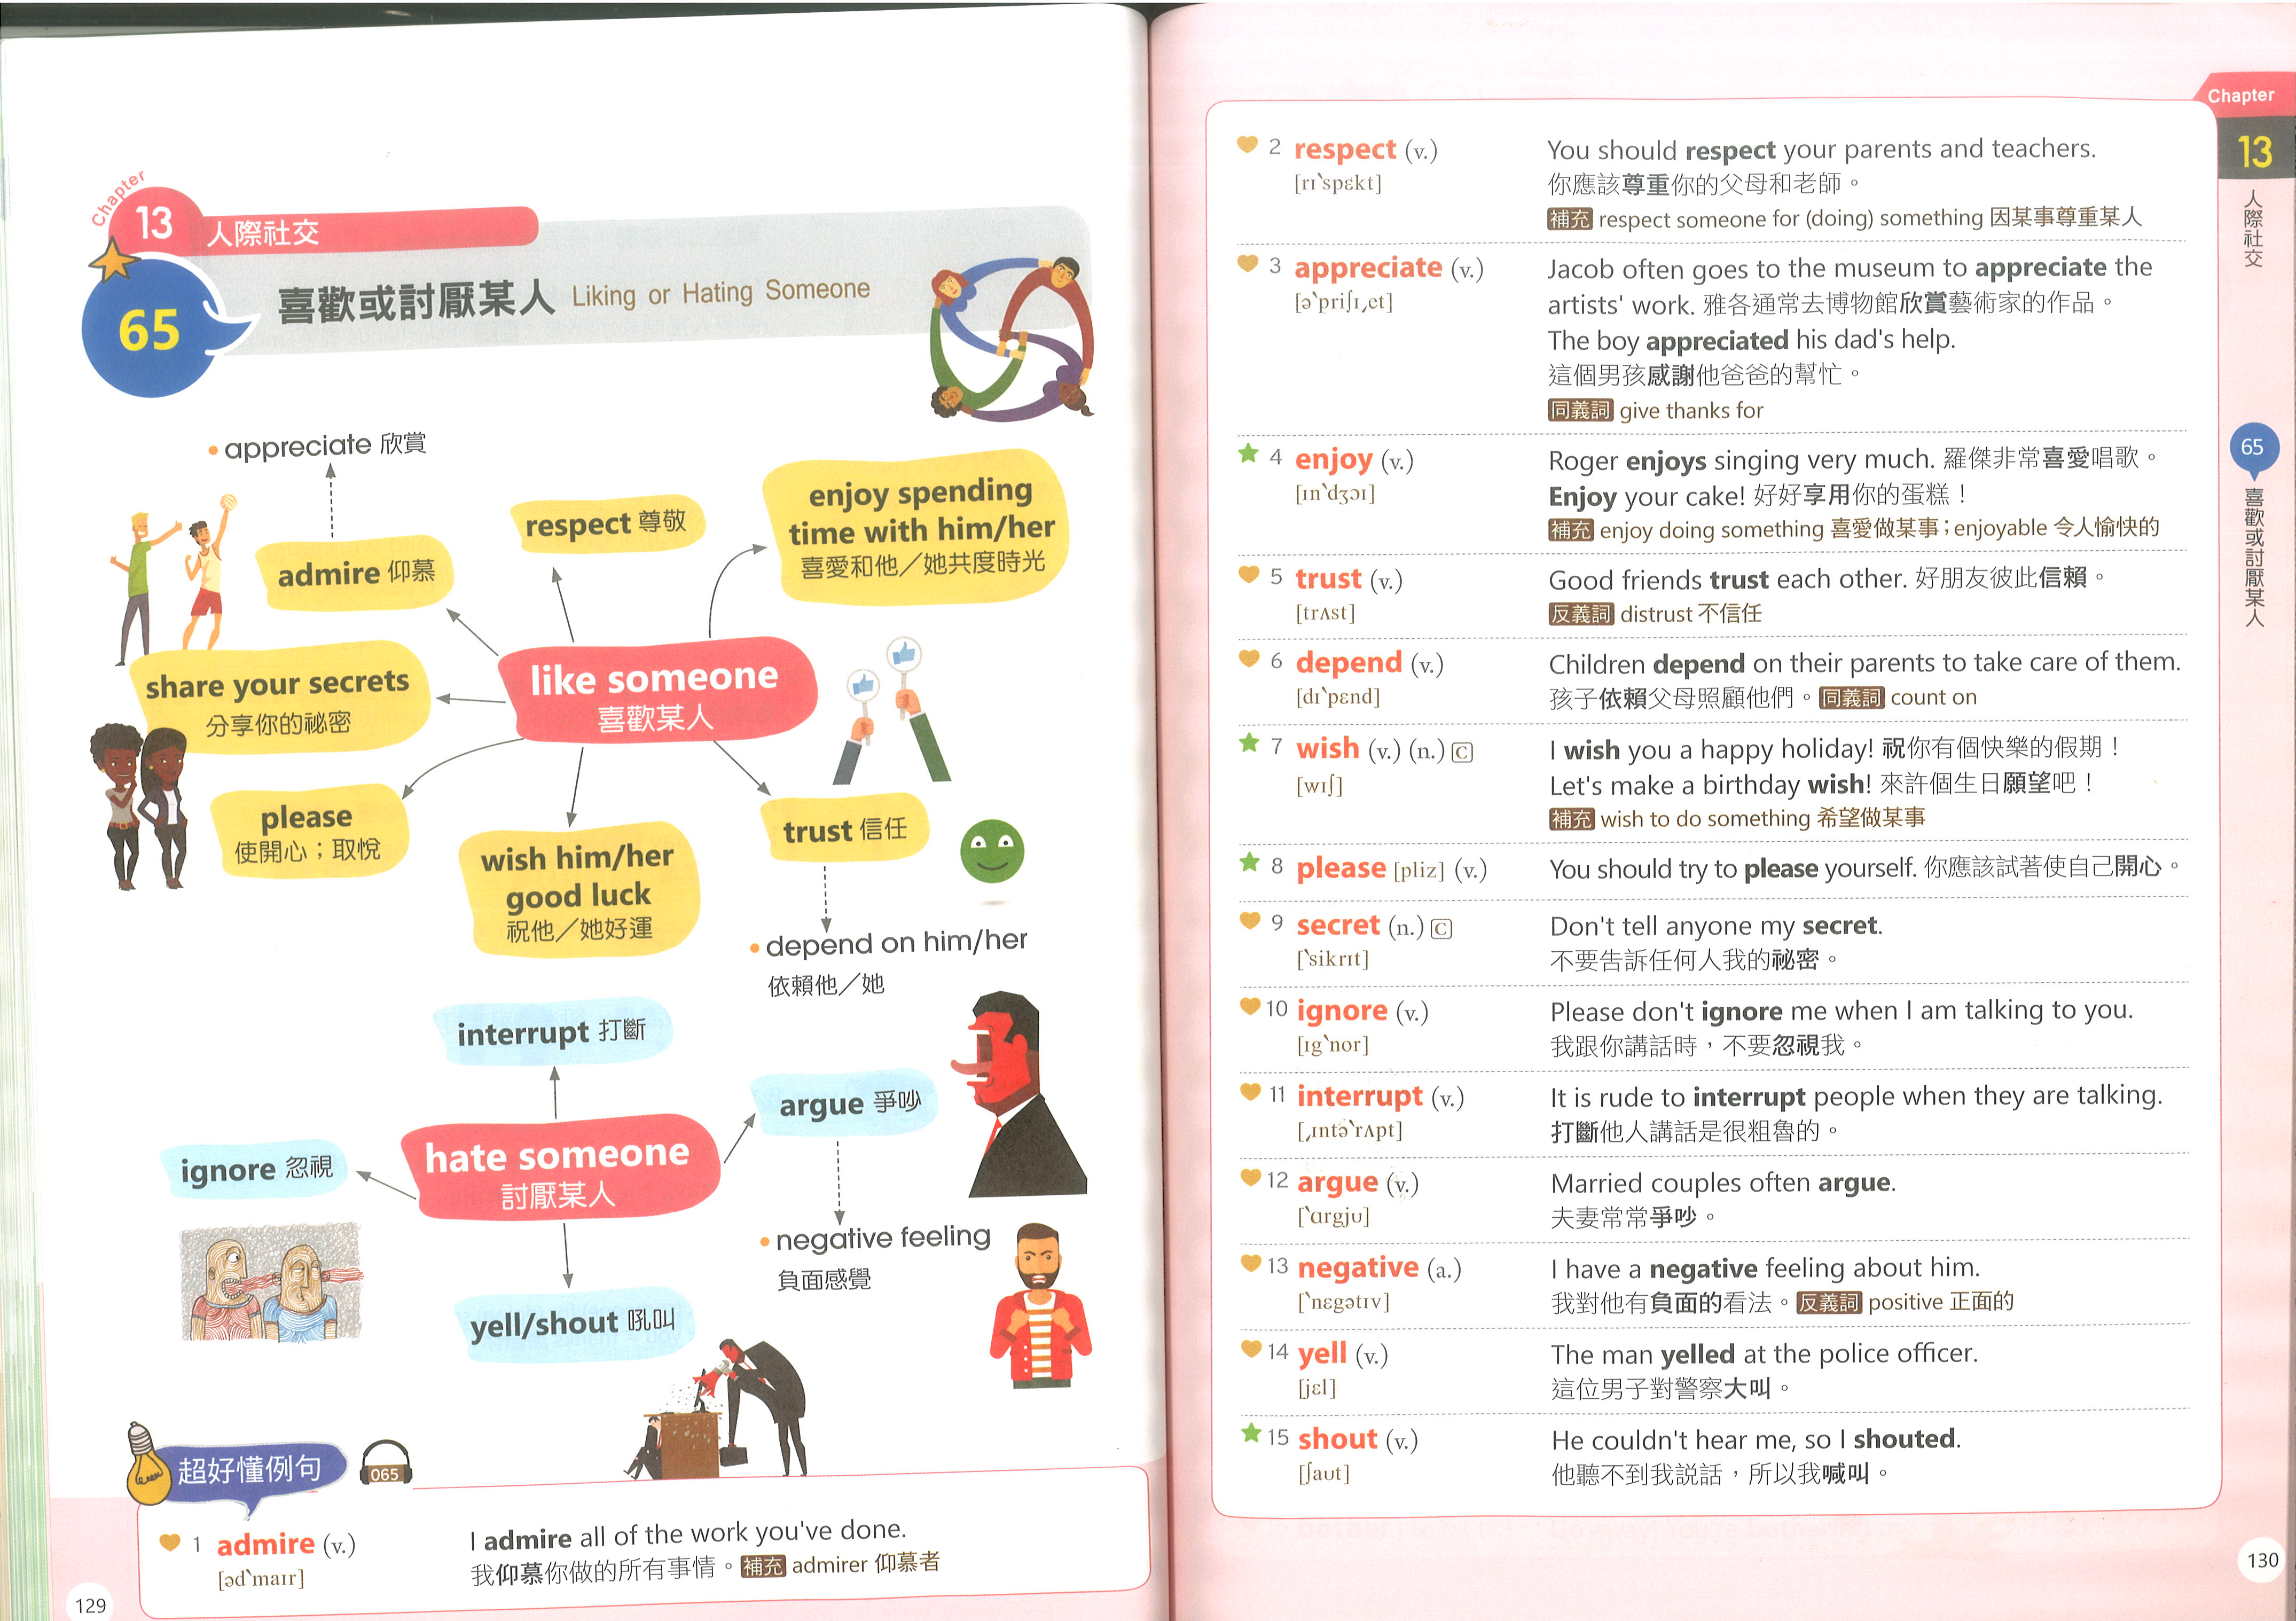 Chapter
13 人際社交
65 喜歡或討厭某人 Liking or Hating Someone
• appreciate 欣賞
admire 仰慕
respect 尊敬
enjoy spending
time with him/her
喜愛和他／她共度時光
share your secrets
分享你的祕密
like someone
喜歡某人
please
使開心；取悅
wish him/her
good luck
祝他／她好運
trust 信任
• depend on him/her
依賴他／她
interrupt 打斷
argue 爭吵
ignore 忽視
hate someone
討厭某人
• negative feeling
負面感覺
yell/shout 吼叫
超好懂例句
065
1 admire (v.) I admire all of the work you've done.
[ədˋmaɪr] 我仰慕你做的所有事情。補充 admirer 仰慕者
129
Chapter
13
人際社交
65
喜歡或討厭某人
2 respect (v.) You should respect your parents and teachers.
[rɪˋspɛkt] 你應該尊重你的父母和老師。
補充 respect someone for (doing) something 因某事尊重某人
3 appreciate (v.) Jacob often goes to the museum to appreciate the
[əˋpriʃɪˏet] artists' work. 雅各通常去博物館欣賞藝術家的作品。
The boy appreciated his dad's help.
這個男孩感謝他爸爸的幫忙。
同義詞 give thanks for
4 enjoy (v.) Roger enjoys singing very much. 羅傑非常喜愛唱歌。
[ɪnˋdʒɔɪ] Enjoy your cake! 好好享用你的蛋糕！
補充 enjoy doing something 喜愛做某事；enjoyable 令人愉快的
5 trust (v.) Good friends trust each other. 好朋友彼此信賴。
[trʌst] 反義詞 distrust 不信任
6 depend (v.) Children depend on their parents to take care of them.
[dɪˋpɛnd] 孩子依賴父母照顧他們。同義詞 count on
7 wish (v.) (n.) C I wish you a happy holiday! 祝你有個快樂的假期！
[wɪʃ] Let's make a birthday wish! 來許個生日願望吧！
補充 wish to do something 希望做某事
8 please [pliz] (v.) You should try to please yourself. 你應該試著使自己開心。
9 secret (n.) C Don't tell anyone my secret.
[ˋsikrɪt] 不要告訴任何人我的祕密。
10 ignore (v.) Please don't ignore me when I am talking to you.
[ɪgˋnor] 我跟你講話時，不要忽視我。
11 interrupt (v.) It is rude to interrupt people when they are talking.
[ˏɪntəˋrʌpt] 打斷他人講話是很粗魯的。
12 argue (v.) Married couples often argue.
[ˋɑrgjʊ] 夫妻常常爭吵。
13 negative (a.) I have a negative feeling about him.
[ˋnɛgətɪv] 我對他有負面的看法。反義詞 positive 正面的
14 yell (v.) The man yelled at the police officer.
[jɛl] 這位男子對警察大叫。
15 shout (v.) He couldn't hear me, so I shouted.
[ʃaʊt] 他聽不到我説話，所以我喊叫。
130